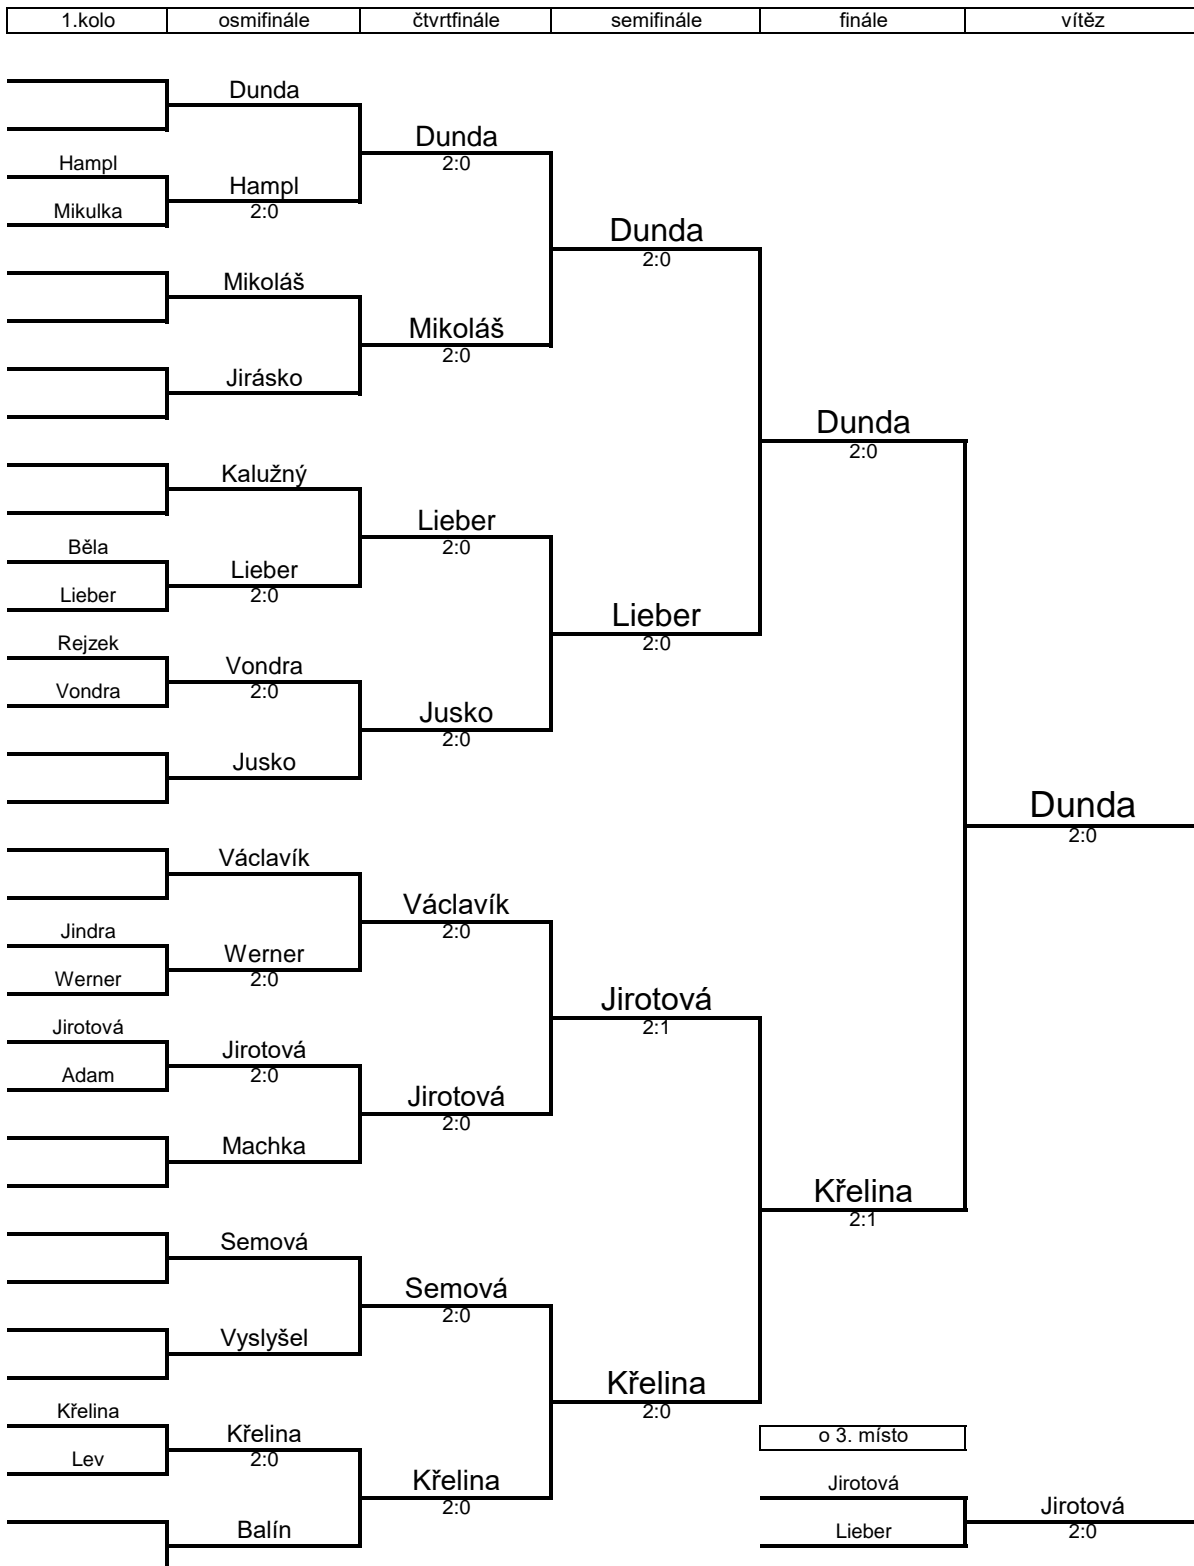 1.kolo osmifinále čtvrtfinále semifinále finále vítěz
Dunda
Dunda
2:0
Hampl
Hampl
2:0
Mikulka
Dunda
2:0
Mikoláš
Mikoláš
2:0
Jirásko
Dunda
2:0
Kalužný
Lieber
2:0
Běla
Lieber
2:0
Lieber
Lieber
2:0
Rejzek
Vondra
2:0
Vondra
Jusko
2:0
Jusko
Dunda
2:0
Václavík
Václavík
2:0
Jindra
Werner
2:0
Werner
Jirotová
2:1
Jirotová
Jirotová
2:0
Adam
Jirotová
2:0
Machka
Křelina
2:1
Semová
Semová
2:0
Vyslyšel
Křelina
2:0
Křelina
Křelina
2:0
Lev
o 3. místo
Křelina
2:0
Jirotová
Jirotová
2:0
Balín
Lieber